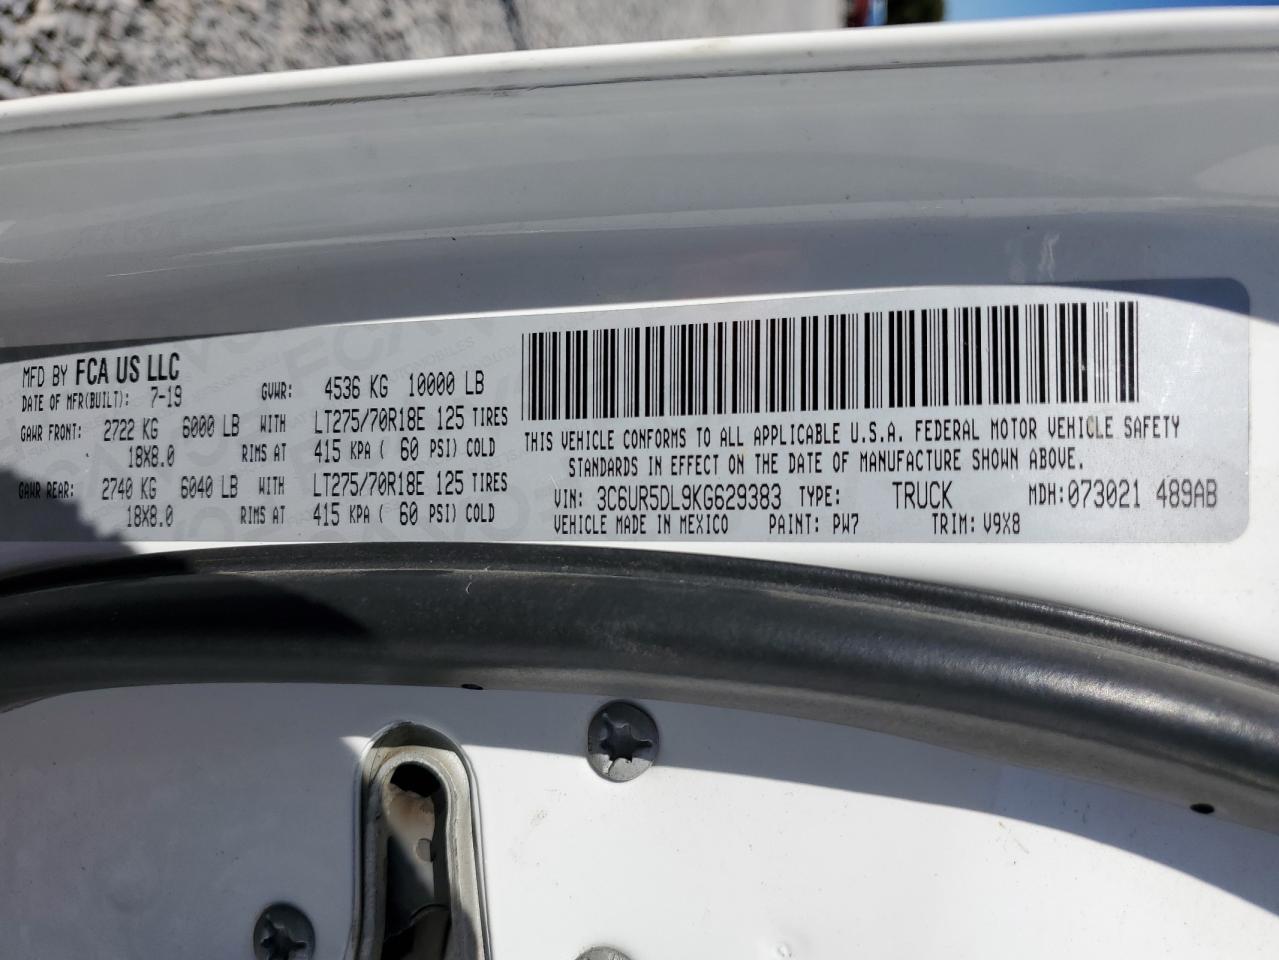 MFD BY FCA US LLC
DATE OF MFR(BUILT): 7-19 GVWR: 4536 KG 10000 LB
GAWR FRONT: 2722 KG 6000 LB WITH LT275/70R18E 125 TIRES
18X8.0 RIMS AT 415 KPA ( 60 PSI) COLD
GAWR REAR: 2740 KG 6040 LB WITH LT275/70R18E 125 TIRES
18X8.0 RIMS AT 415 KPA ( 60 PSI) COLD
THIS VEHICLE CONFORMS TO ALL APPLICABLE U.S.A. FEDERAL MOTOR VEHICLE SAFETY
STANDARDS IN EFFECT ON THE DATE OF MANUFACTURE SHOWN ABOVE.
VIN: 3C6UR5DL9KG629383 TYPE: TRUCK MDH:073021 489AB
VEHICLE MADE IN MEXICO PAINT: PW7 TRIM: V9X8